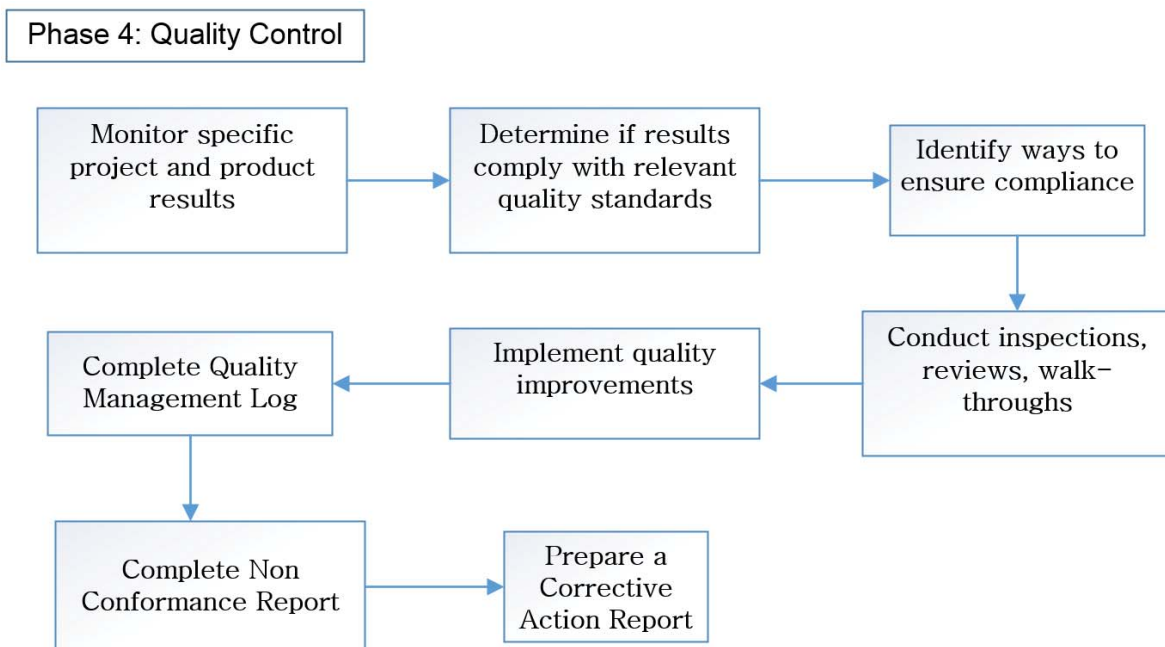 Phase 4: Quality Control
Monitor specific
project and product
results
Determine if results
comply with relevant
quality standards
Identify ways to
ensure compliance
Conduct inspections,
reviews, walk-
throughs
Implement quality
improvements
Complete Quality
Management Log
Complete Non
Conformance Report
Prepare a
Corrective
Action Report